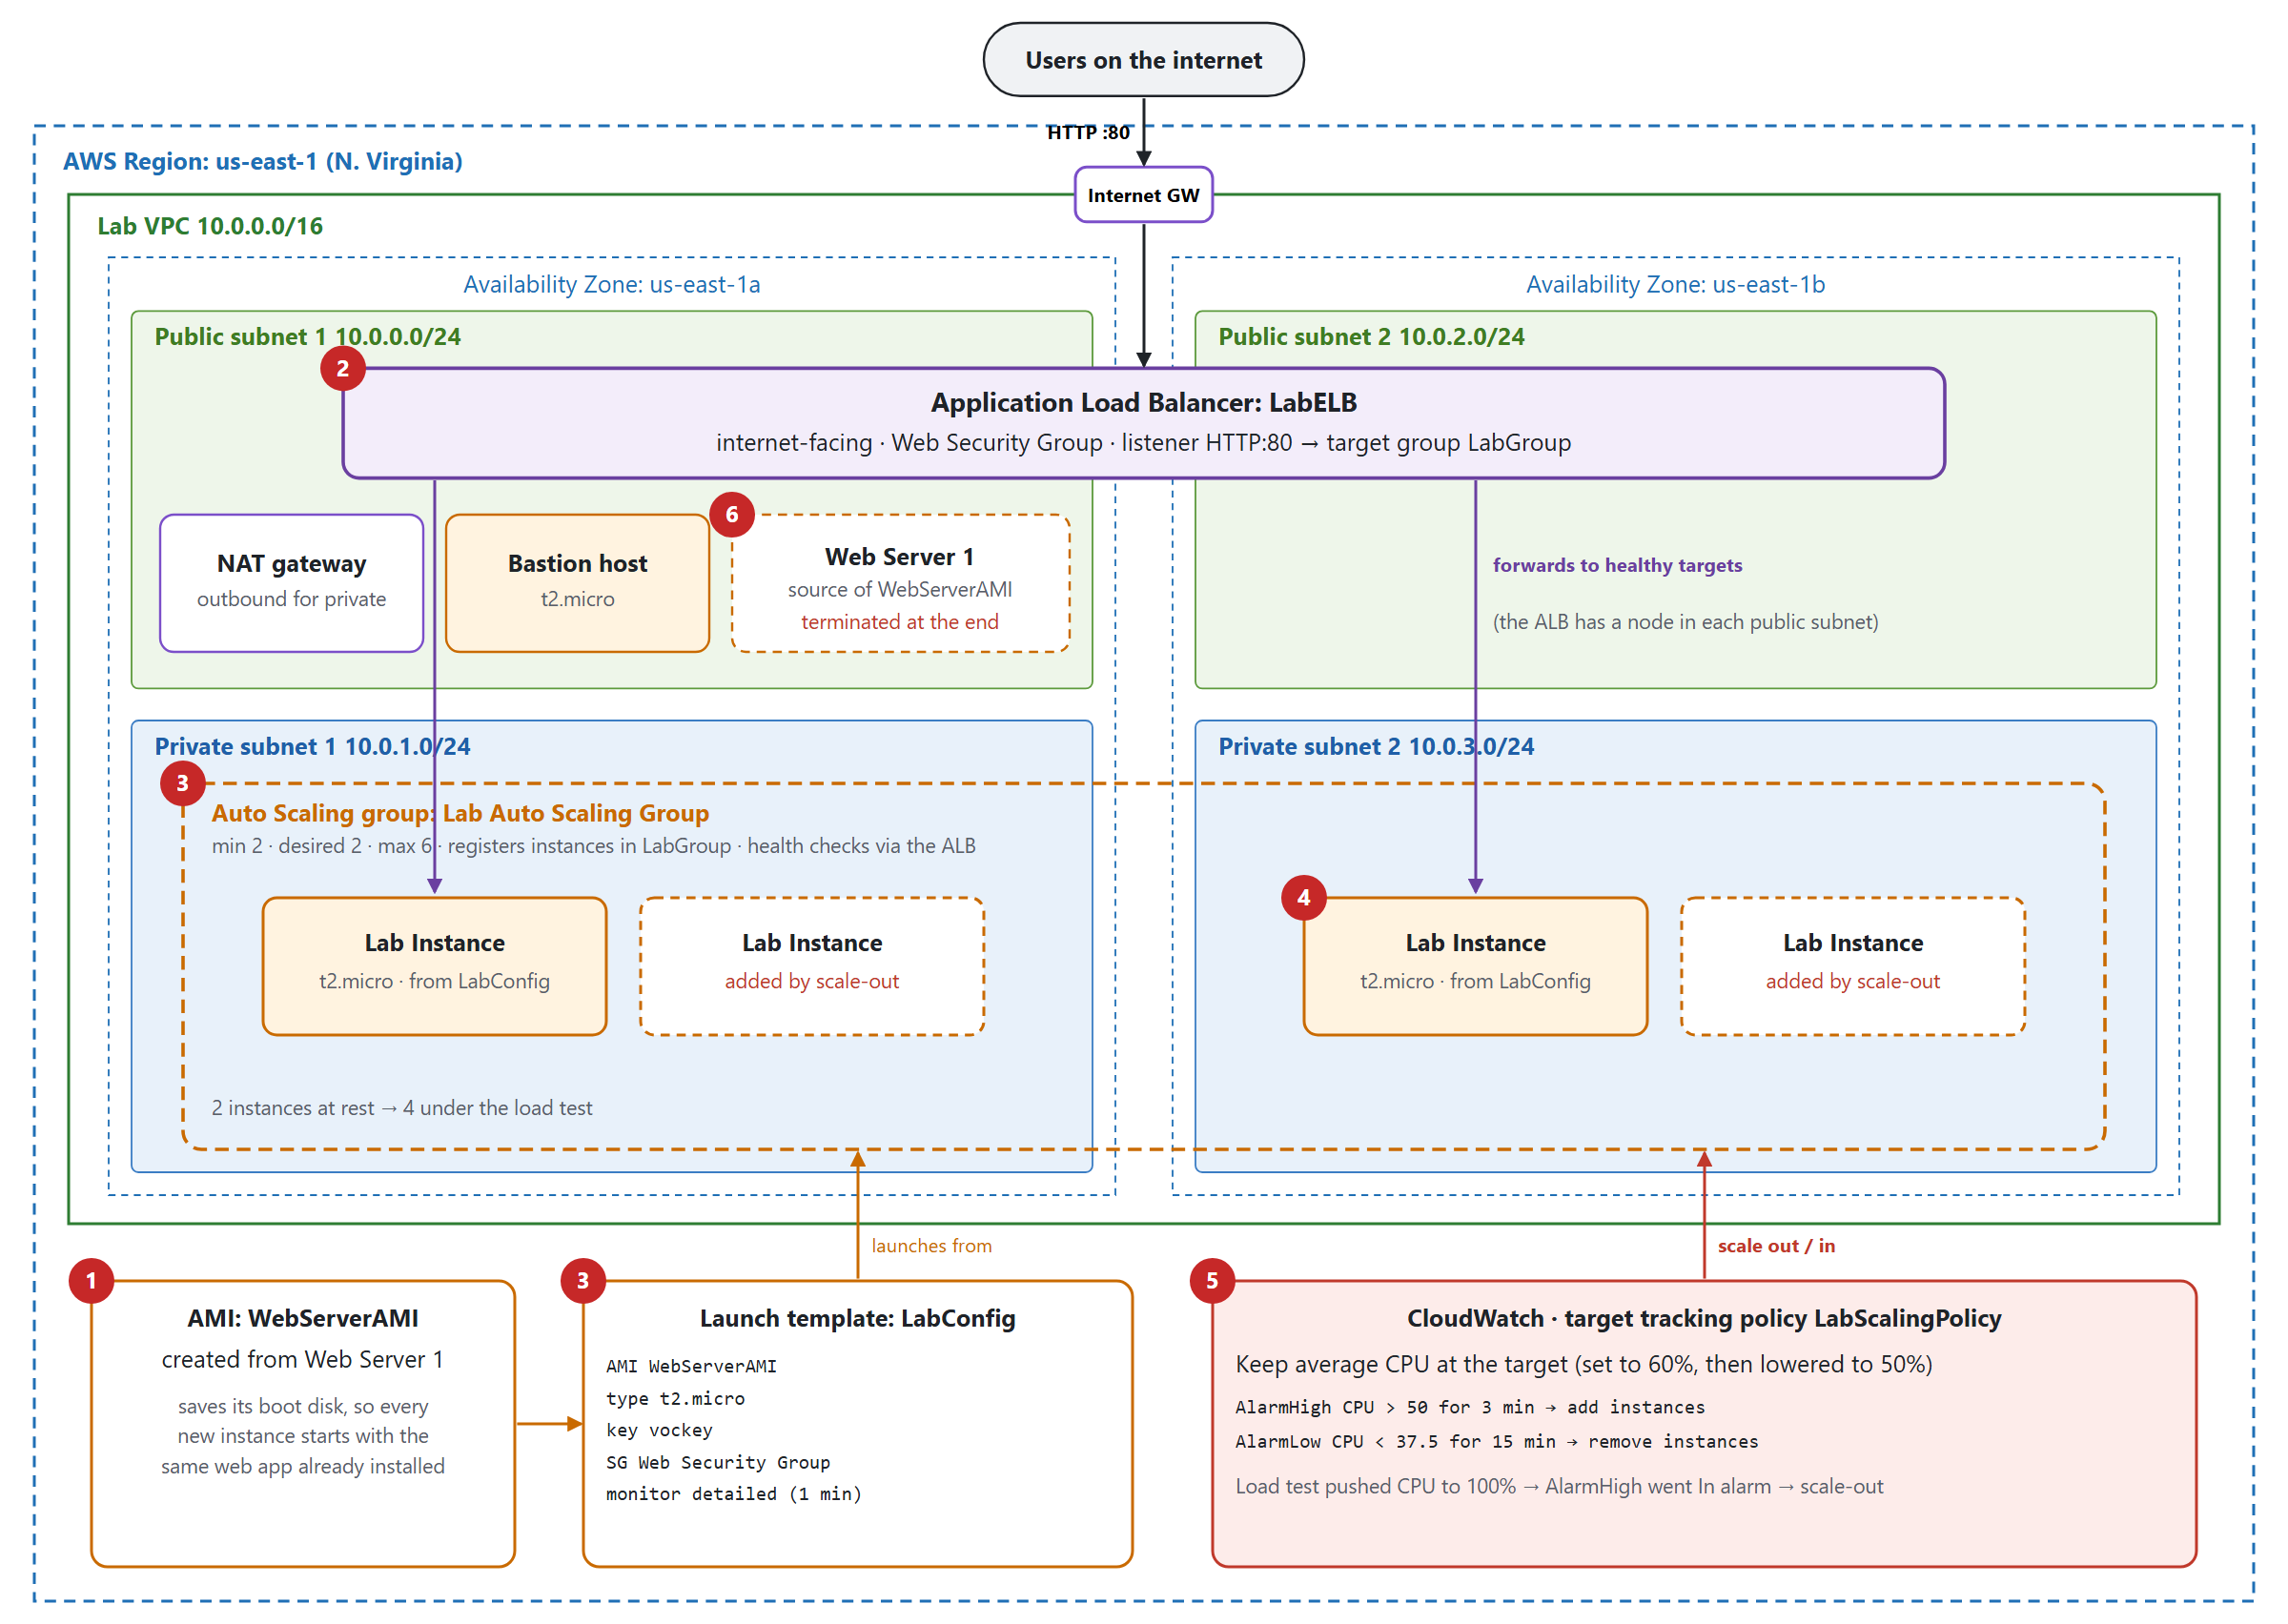 Users on the internet
HTTP :80
AWS Region: us-east-1 (N. Virginia)
Internet GW
Lab VPC 10.0.0.0/16
Availability Zone: us-east-1a
Availability Zone: us-east-1b
Public subnet 1 10.0.0.0/24
Public subnet 2 10.0.2.0/24
2
Application Load Balancer: LabELB
internet-facing · Web Security Group · listener HTTP:80 → target group LabGroup
NAT gateway
outbound for private
Bastion host
t2.micro
6
Web Server 1
source of WebServerAMI
terminated at the end
forwards to healthy targets
(the ALB has a node in each public subnet)
Private subnet 1 10.0.1.0/24
Private subnet 2 10.0.3.0/24
3
Auto Scaling group: Lab Auto Scaling Group
min 2 · desired 2 · max 6 · registers instances in LabGroup · health checks via the ALB
Lab Instance
t2.micro · from LabConfig
Lab Instance
added by scale-out
4
Lab Instance
t2.micro · from LabConfig
Lab Instance
added by scale-out
2 instances at rest → 4 under the load test
launches from
scale out / in
1
AMI: WebServerAMI
created from Web Server 1
saves its boot disk, so every
new instance starts with the
same web app already installed
3
Launch template: LabConfig
AMI WebServerAMI
type t2.micro
key vockey
SG Web Security Group
monitor detailed (1 min)
5
CloudWatch · target tracking policy LabScalingPolicy
Keep average CPU at the target (set to 60%, then lowered to 50%)
AlarmHigh CPU > 50 for 3 min → add instances
AlarmLow CPU < 37.5 for 15 min → remove instances
Load test pushed CPU to 100% → AlarmHigh went In alarm → scale-out